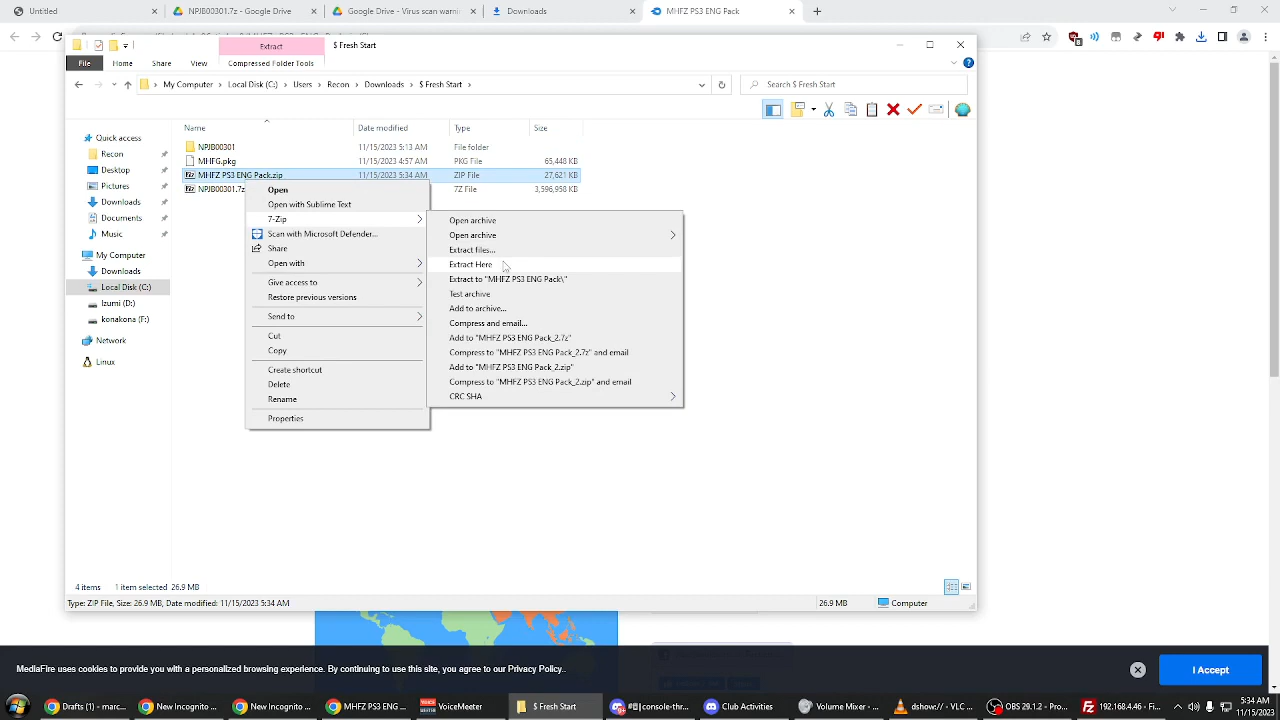 Untitled
NPJB00301.7z - Google Drive
Google Drive - Virus scan warnin
Downloads
MHFZ PS3 ENG Pack
Extract
$ Fresh Start
File
Home
Share
View
Compressed Folder Tools
My Computer
Local Disk (C:)
Users
Recon
Downloads
$ Fresh Start
Search $ Fresh Start
Name
Date modified
Type
Size
Quick access
Recon
Desktop
Pictures
Downloads
Documents
Music
My Computer
Downloads
Local Disk (C:)
Izumi (D:)
konakona (F:)
Network
Linux
NPJB00301
11/15/2023 5:13 AM
File folder
MHFG.pkg
11/15/2023 4:57 AM
PKG File
65,448 KB
MHFZ PS3 ENG Pack.zip
11/15/2023 5:34 AM
ZIP File
27,621 KB
NPJB00301.7z
7Z File
3,596,958 KB
Open
Open with Sublime Text
7-Zip
Scan with Microsoft Defender...
Share
Open with
Give access to
Restore previous versions
Send to
Cut
Copy
Create shortcut
Delete
Rename
Properties
Open archive
Open archive
Extract files...
Extract Here
Extract to "MHFZ PS3 ENG Pack\"
Test archive
Add to archive...
Compress and email...
Add to "MHFZ PS3 ENG Pack_2.7z"
Compress to "MHFZ PS3 ENG Pack_2.7z" and email
Add to "MHFZ PS3 ENG Pack_2.zip"
Compress to "MHFZ PS3 ENG Pack_2.zip" and email
CRC SHA
4 items
1 item selected 26.9 MB
Type: ZIP File, Size: 26.9 MB, Date modified: 11/15/2023 5:34 AM
26.9 MB
Computer
MediaFire uses cookies to provide you with a personalized browsing experience. By continuing to use this site, you agree to our Privacy Policy..
I Accept
Drafts (1) - marc...
New Incognito ...
New Incognito ...
MHFZ PS3 ENG ...
VoiceMeeter
$ Fresh Start
#console-thr...
Club Activities
Volume Mixer - ...
dshow:// - VLC ...
OBS 29.1.2 - Pro...
192.168.3.46 - Fi...
5:34 AM
11/15/2023